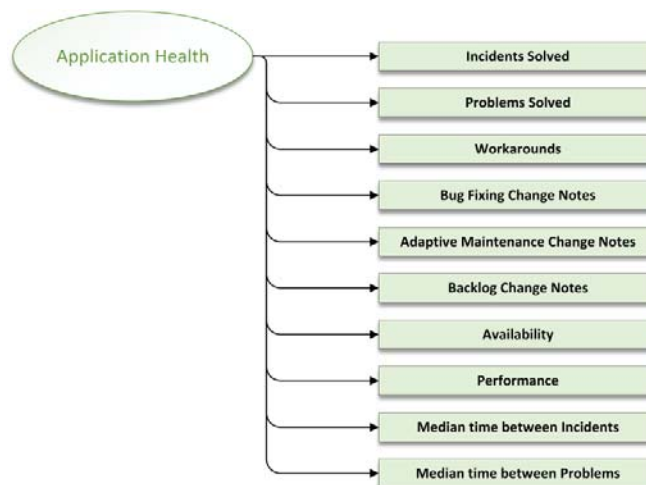 Application Health
Incidents Solved
Problems Solved
Workarounds
Bug Fixing Change Notes
Adaptive Maintenance Change Notes
Backlog Change Notes
Availability
Performance
Median time between Incidents
Median time between Problems